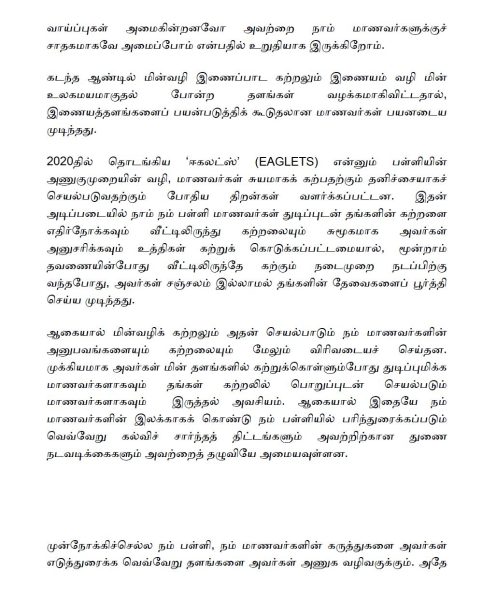 வாய்ப்புகள் அமைகின்றனவோ அவற்றை நாம் மாணவர்களுக்குச்
சாதகமாகவே அமைப்போம் என்பதில் உறுதியாக இருக்கிறோம்.
கடந்த ஆண்டில் மின்வழி இணைப்பாட கற்றலும் இணையம் வழி மின்
உலகமயமாகுதல் போன்ற தளங்கள் வழக்கமாகிவிட்டதால்,
இணையத்தளங்களைப் பயன்படுத்திக் கூடுதலான மாணவர்கள் பயனடைய
முடிந்தது.
2020தில் தொடங்கிய ‘ஈகலட்ஸ்’ (EAGLETS) என்னும் பள்ளியின்
அணுகுமுறையின் வழி, மாணவர்கள் சுயமாகக் கற்பதற்கும் தனிச்சையாகச்
செயல்படுவதற்கும் போதிய திறன்கள் வளர்க்கப்பட்டன. இதன்
அடிப்படையில் நாம் நம் பள்ளி மாணவர்கள் துடிப்புடன் தங்களின் கற்றலை
எதிர்நோக்கவும் வீட்டிலிருந்து கற்றலையும் சுமூகமாக அவர்கள்
அனுசரிக்கவும் உத்திகள் கற்றுக் கொடுக்கப்பட்டமையால், மூன்றாம்
தவணையின்போது வீட்டிலிருந்தே கற்கும் நடைமுறை நடப்பிற்கு
வந்தபோது, அவர்கள் சஞ்சலம் இல்லாமல் தங்களின் தேவைகளைப் பூர்த்தி
செய்ய முடிந்தது.
ஆகையால் மின்வழிக் கற்றலும் அதன் செயல்பாடும் நம் மாணவர்களின்
அனுபவங்களையும் கற்றலையும் மேலும் விரிவடையச் செய்தன.
முக்கியமாக அவர்கள் மின் தளங்களில் கற்றுக்கொள்ளும்போது துடிப்புமிக்க
மாணவர்களாகவும் தங்கள் கற்றலில் பொறுப்புடன் செயல்படும்
மாணவர்களாகவும் இருத்தல் அவசியம். ஆகையால் இதையே நம்
மாணவர்களின் இலக்காகக் கொண்டு நம் பள்ளியில் பரிந்துரைக்கப்படும்
வெவ்வேறு கல்விச் சார்ந்தத் திட்டங்களும் அவற்றிற்கான துணை
நடவடிக்கைகளும் அவற்றைத் தழுவியே அமையவுள்ளன.
முன்நோக்கிச்செல்ல நம் பள்ளி, நம் மாணவர்களின் கருத்துகளை அவர்கள்
எடுத்துரைக்க வெவ்வேறு தளங்களை அவர்கள் அணுக வழிவகுக்கும். அதே